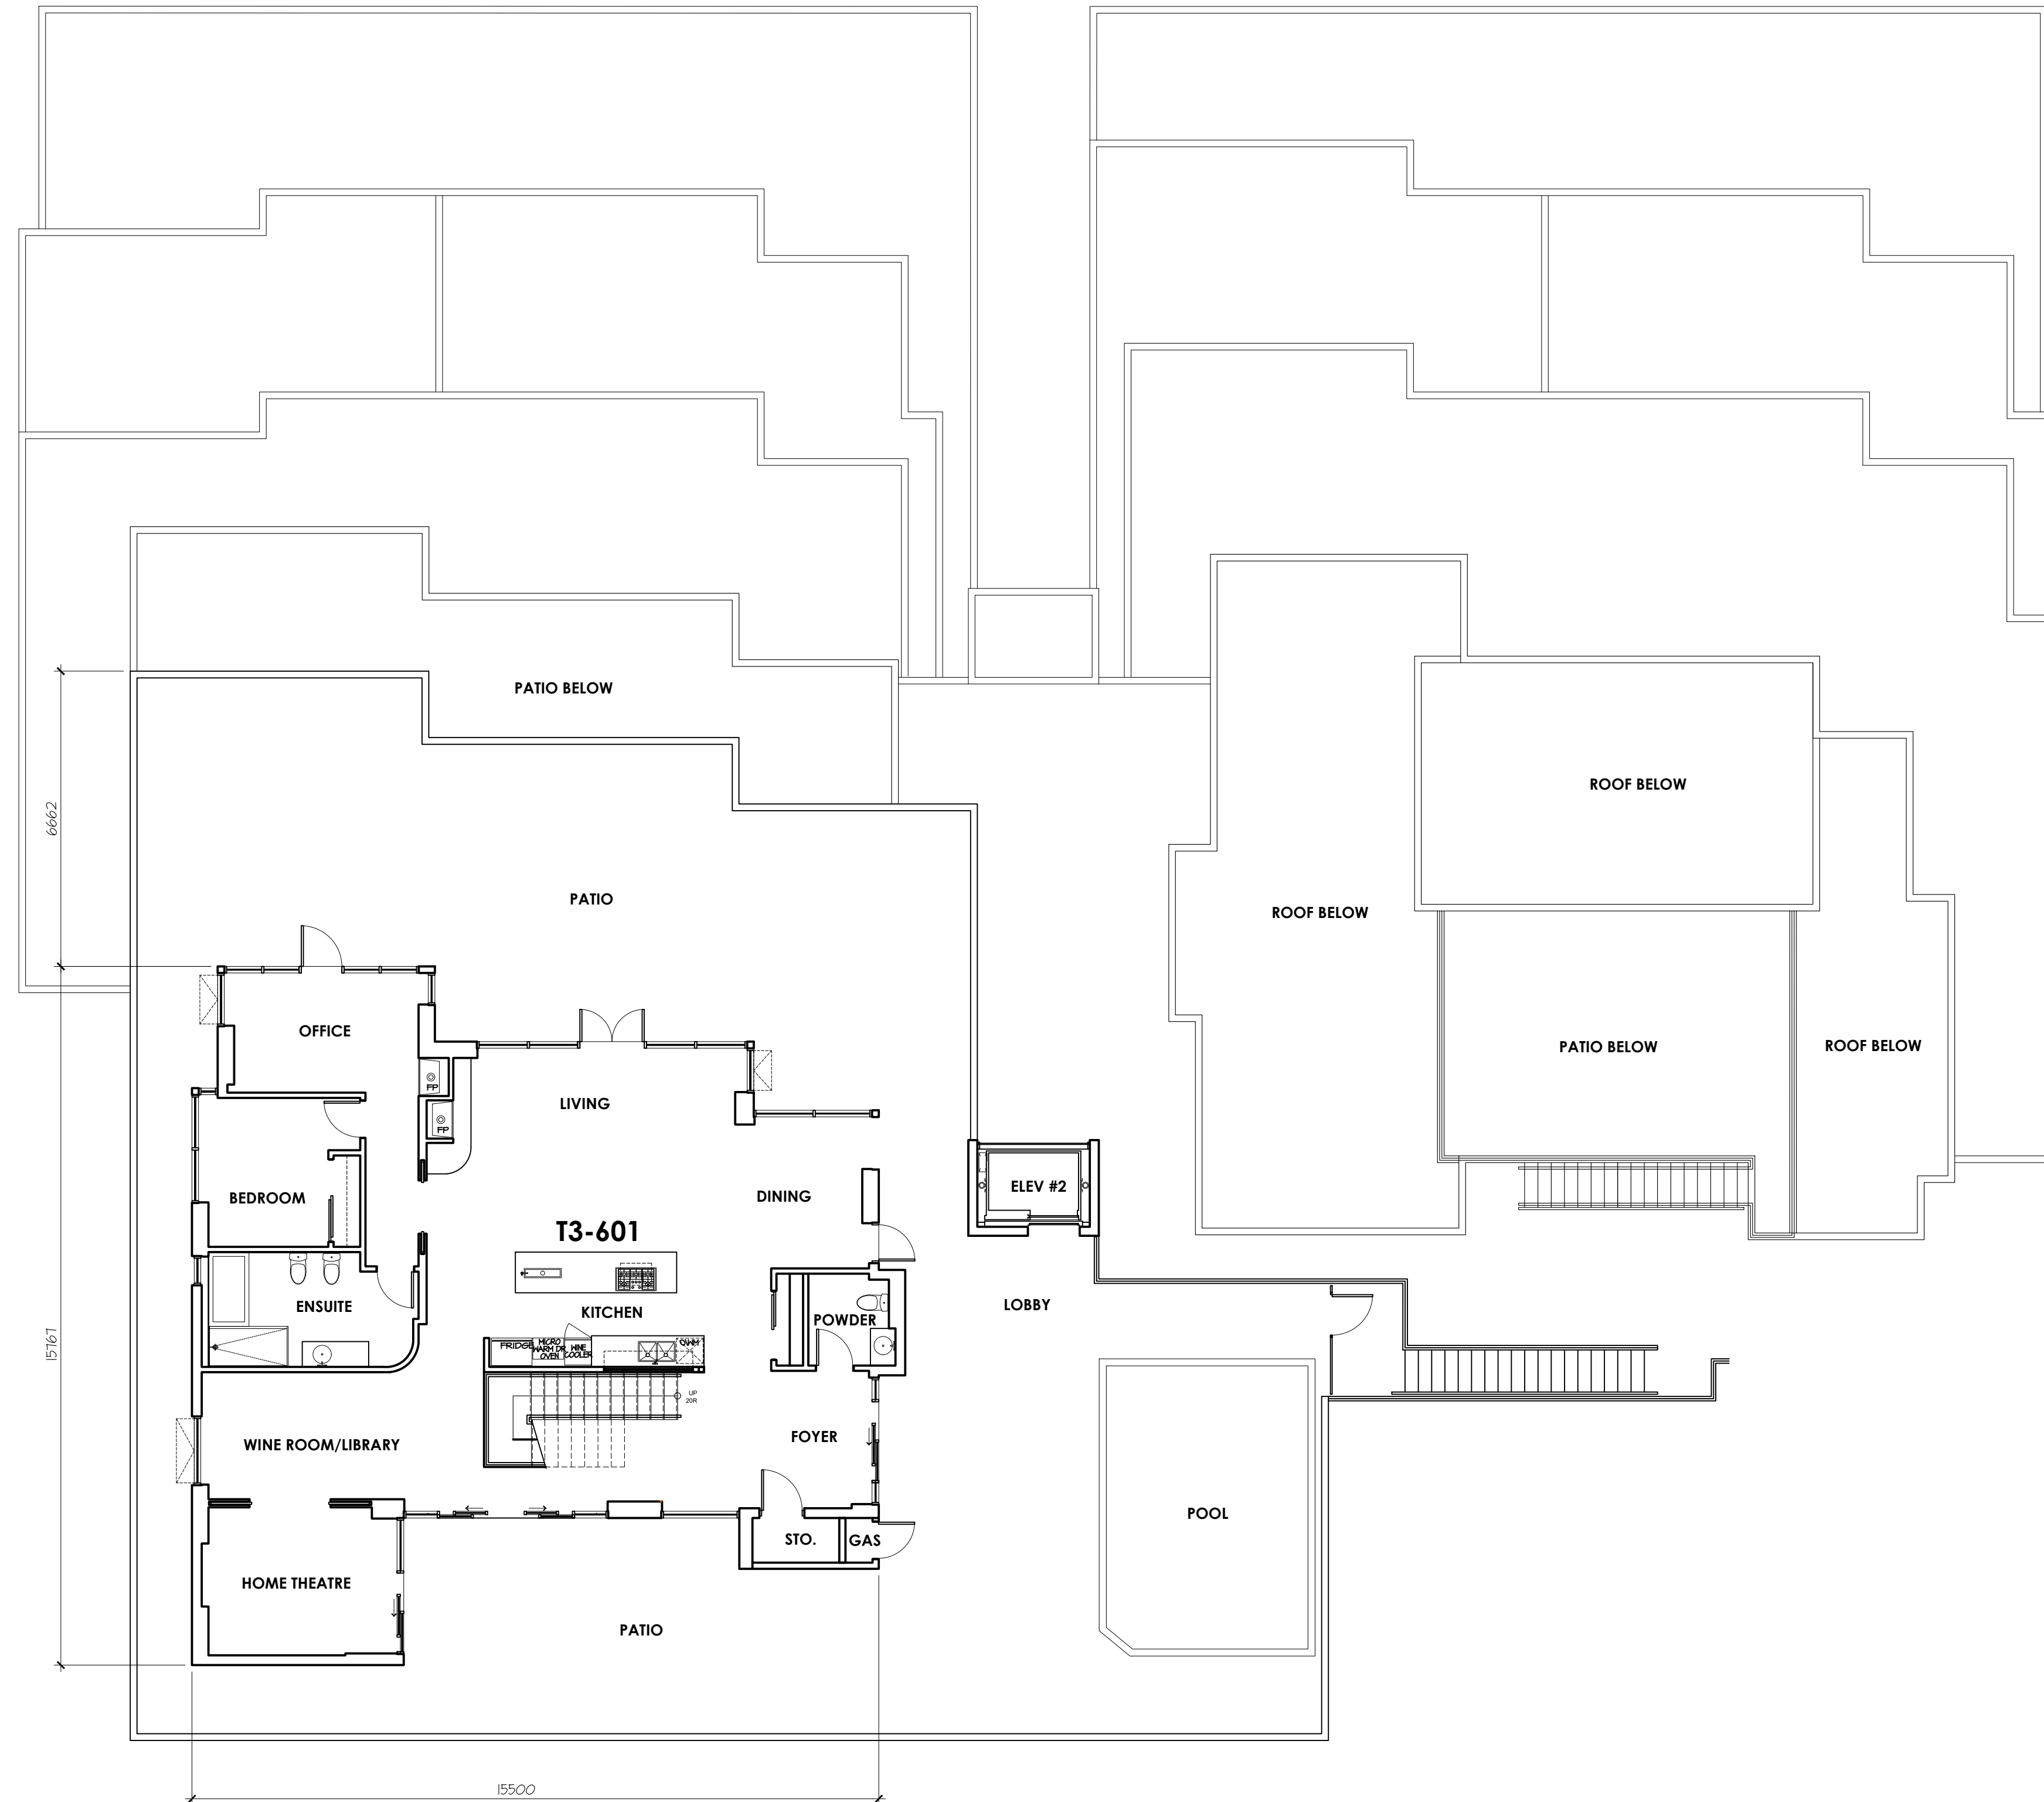 PATIO BELOW
6662
ROOF BELOW
PATIO
ROOF BELOW
OFFICE
PATIO BELOW
ROOF BELOW
FP
LIVING
FP
BEDROOM
DINING
ELEV #2
T3-601
ENSUITE
KITCHEN
POWDER
LOBBY
15767
FRIDGE
MICRO
WARM DR.
OVEN
WINE
COOLER
UP
20R
WINE ROOM/LIBRARY
FOYER
POOL
STO.
GAS
HOME THEATRE
PATIO
15500